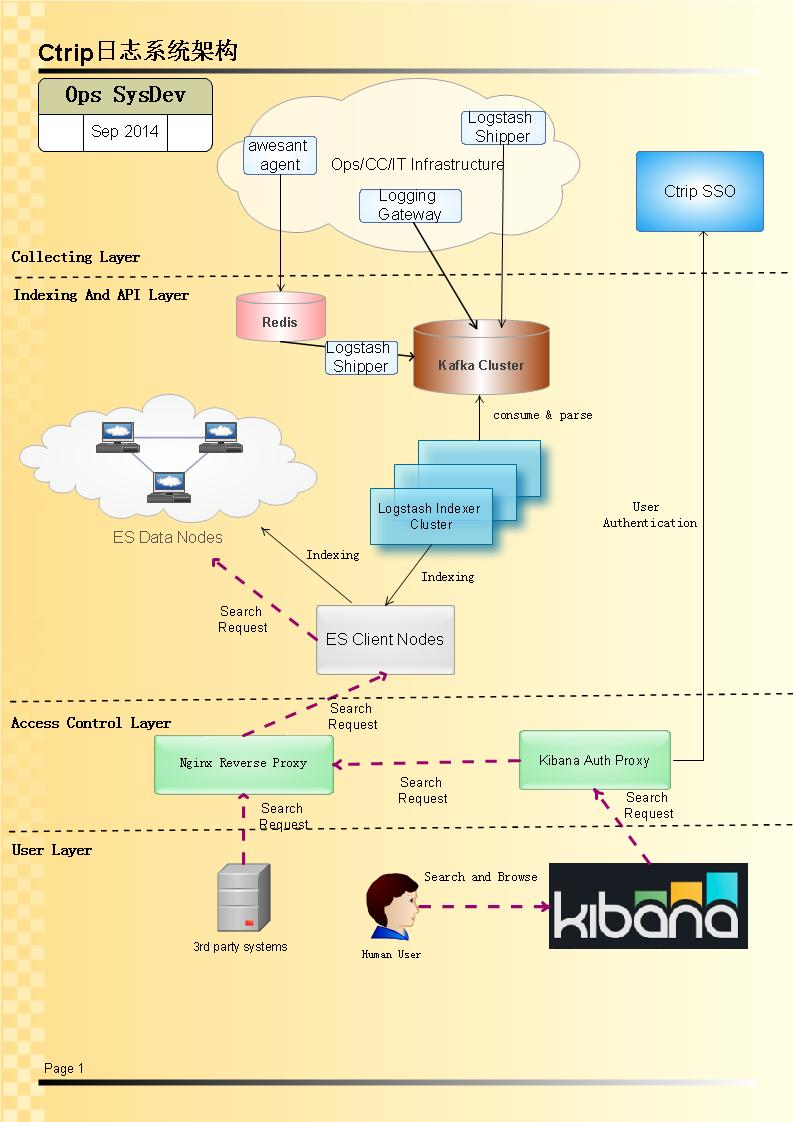 Ctrip日志系统架构
Ops SysDev
Sep 2014
Logstash
Shipper
awesant
agent
Ops/CC/IT Infrastructure
Logging
Gateway
Ctrip SSO
Collecting Layer
Indexing And API Layer
Redis
Logstash
Shipper
Kafka Cluster
consume & parse
Logstash Indexer
Cluster
User
Authentication
ES Data Nodes
Indexing
Indexing
Search
Request
ES Client Nodes
Search
Request
Access Control Layer
Nginx Reverse Proxy
Kibana Auth Proxy
Search
Request
Search
Request
Search
Request
User Layer
Search and Browse
kibana
3rd party systems
Human User
Page 1